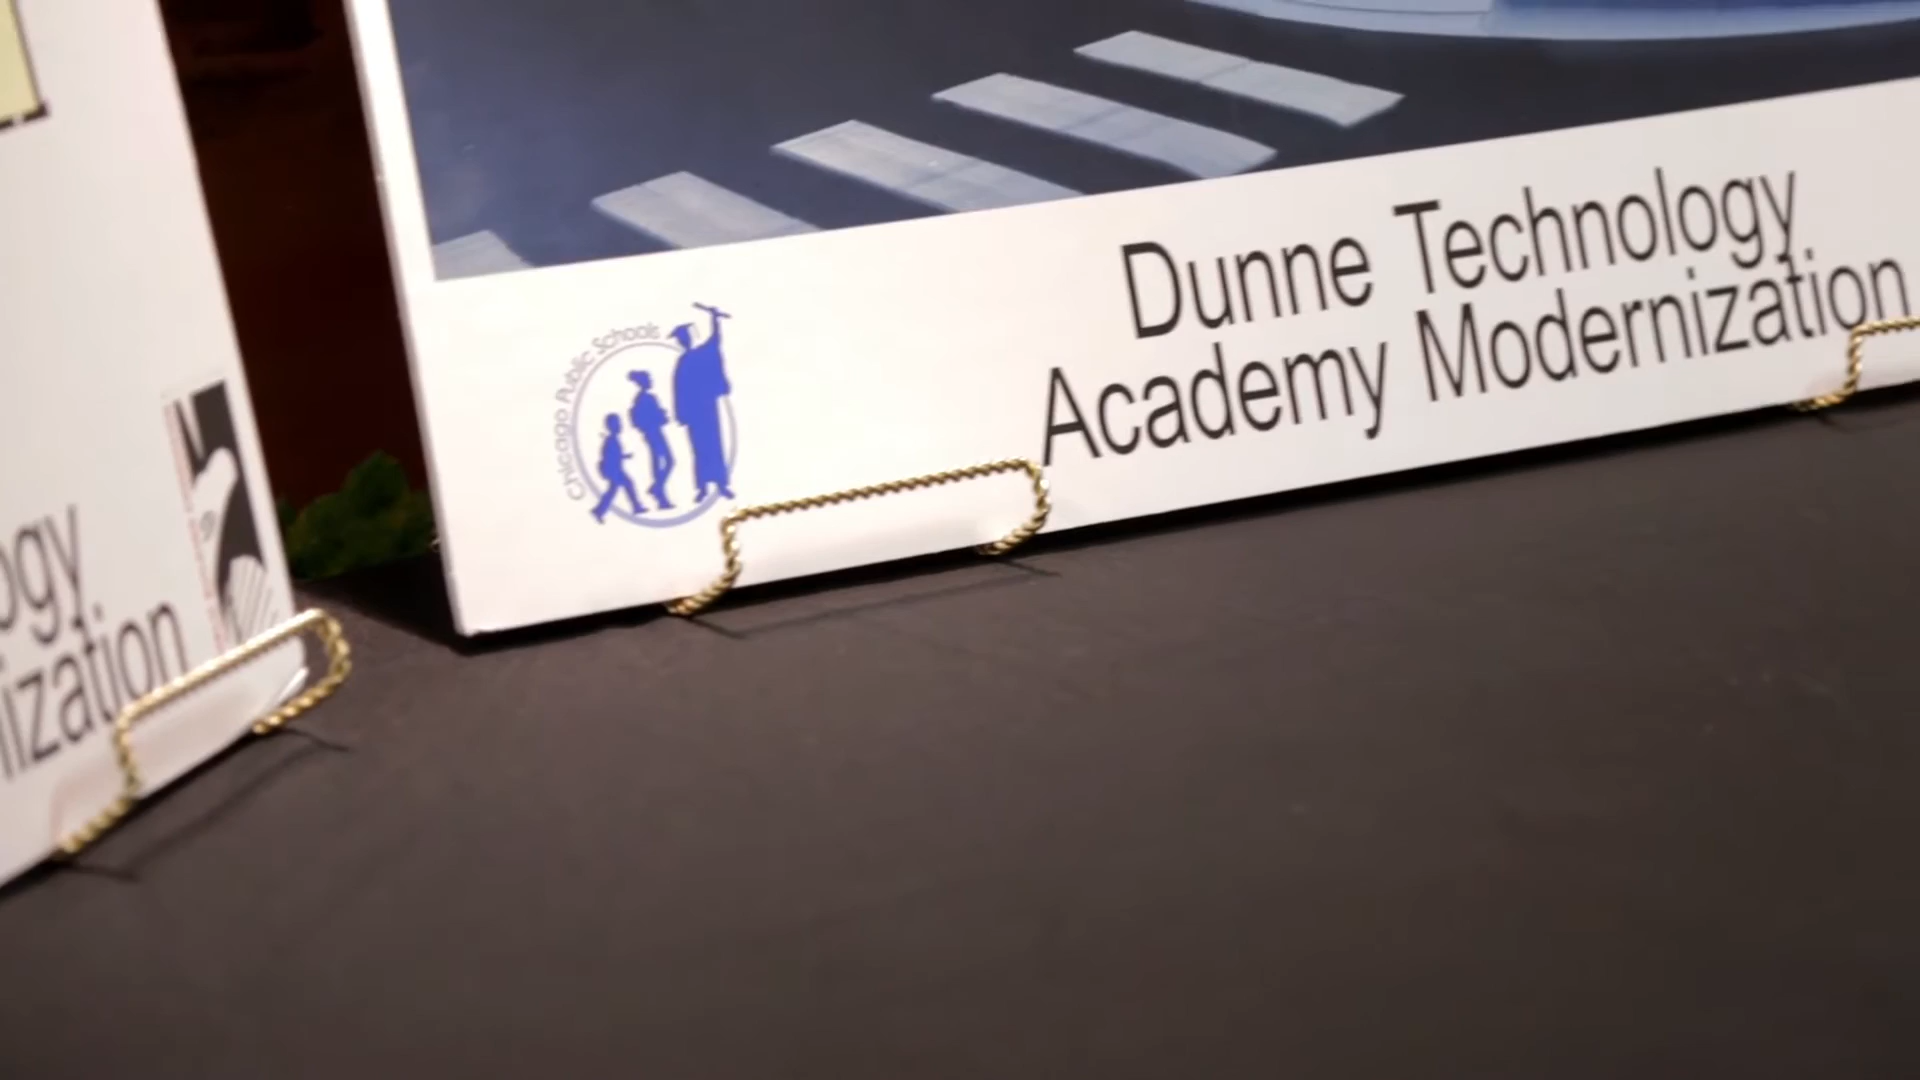 Chicago Public Schools
Dunne Technology
Academy Modernization
ogy
ization